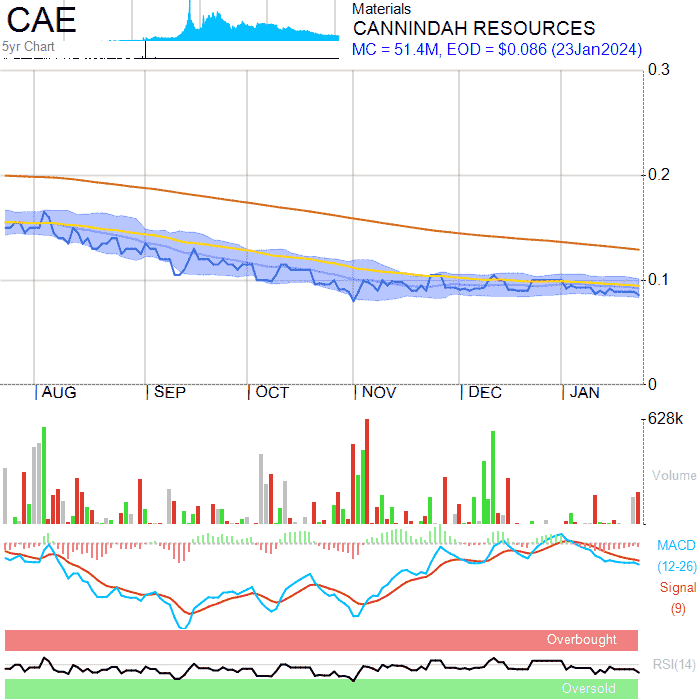 CAE
5yr Chart
Materials
CANNINDAH RESOURCES
MC = 51.4M, EOD = $0.086 (23Jan2024)
0.3
0.2
0.1
0
AUG SEP OCT NOV DEC JAN
628k
Volume
MACD
(12-26)
Signal
(9)
Overbought
RSI(14)
Oversold